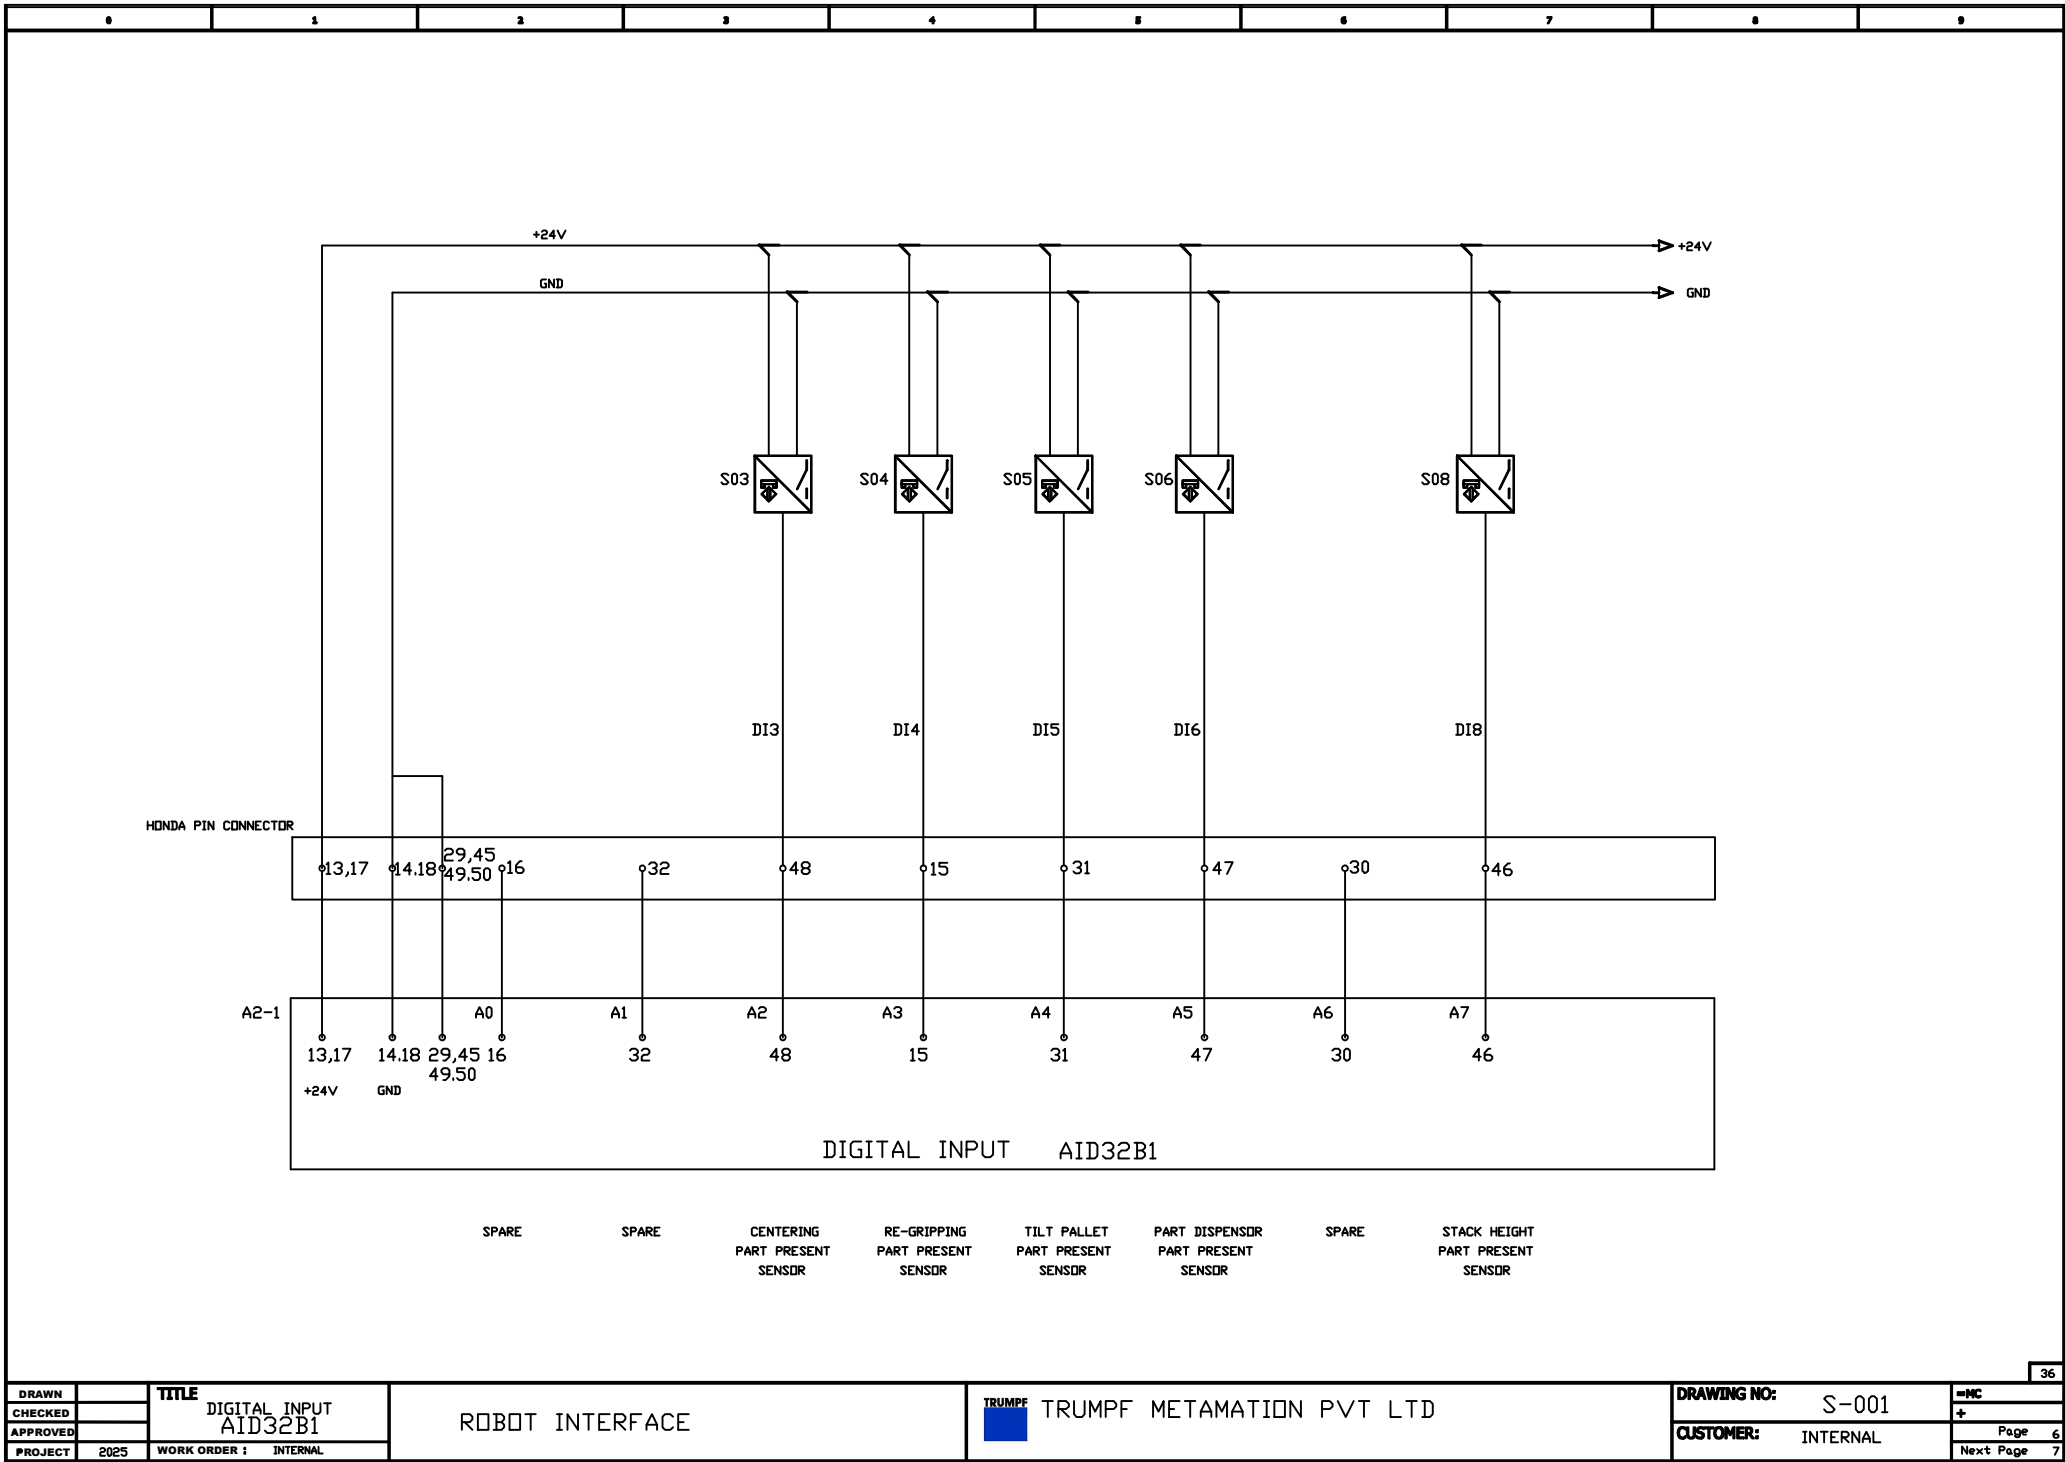 0 1 2 3 4 5 6 7 8 9
+24V
+24V
GND
GND
S03 S04 S05 S06 S08
DI3 DI4 DI5 DI6 DI8
HONDA PIN CONNECTOR
29,45
13,17 14.18 49.50 16 32 48 15 31 47 30 46
A2-1 A0 A1 A2 A3 A4 A5 A6 A7
13,17 14.18 29,45 16 32 48 15 31 47 30 46
49.50
+24V GND
DIGITAL INPUT AID32B1
SPARE SPARE CENTERING RE-GRIPPING TILT PALLET PART DISPENSOR SPARE STACK HEIGHT
PART PRESENT PART PRESENT PART PRESENT PART PRESENT PART PRESENT
SENSOR SENSOR SENSOR SENSOR SENSOR
36
DRAWN
CHECKED
APPROVED
PROJECT 2025
TITLE
DIGITAL INPUT
AID32B1
WORK ORDER : INTERNAL
ROBOT INTERFACE
TRUMPF
TRUMPF METAMATION PVT LTD
DRAWING NO: S-001
CUSTOMER: INTERNAL
=MC
+
Page 6
Next Page 7